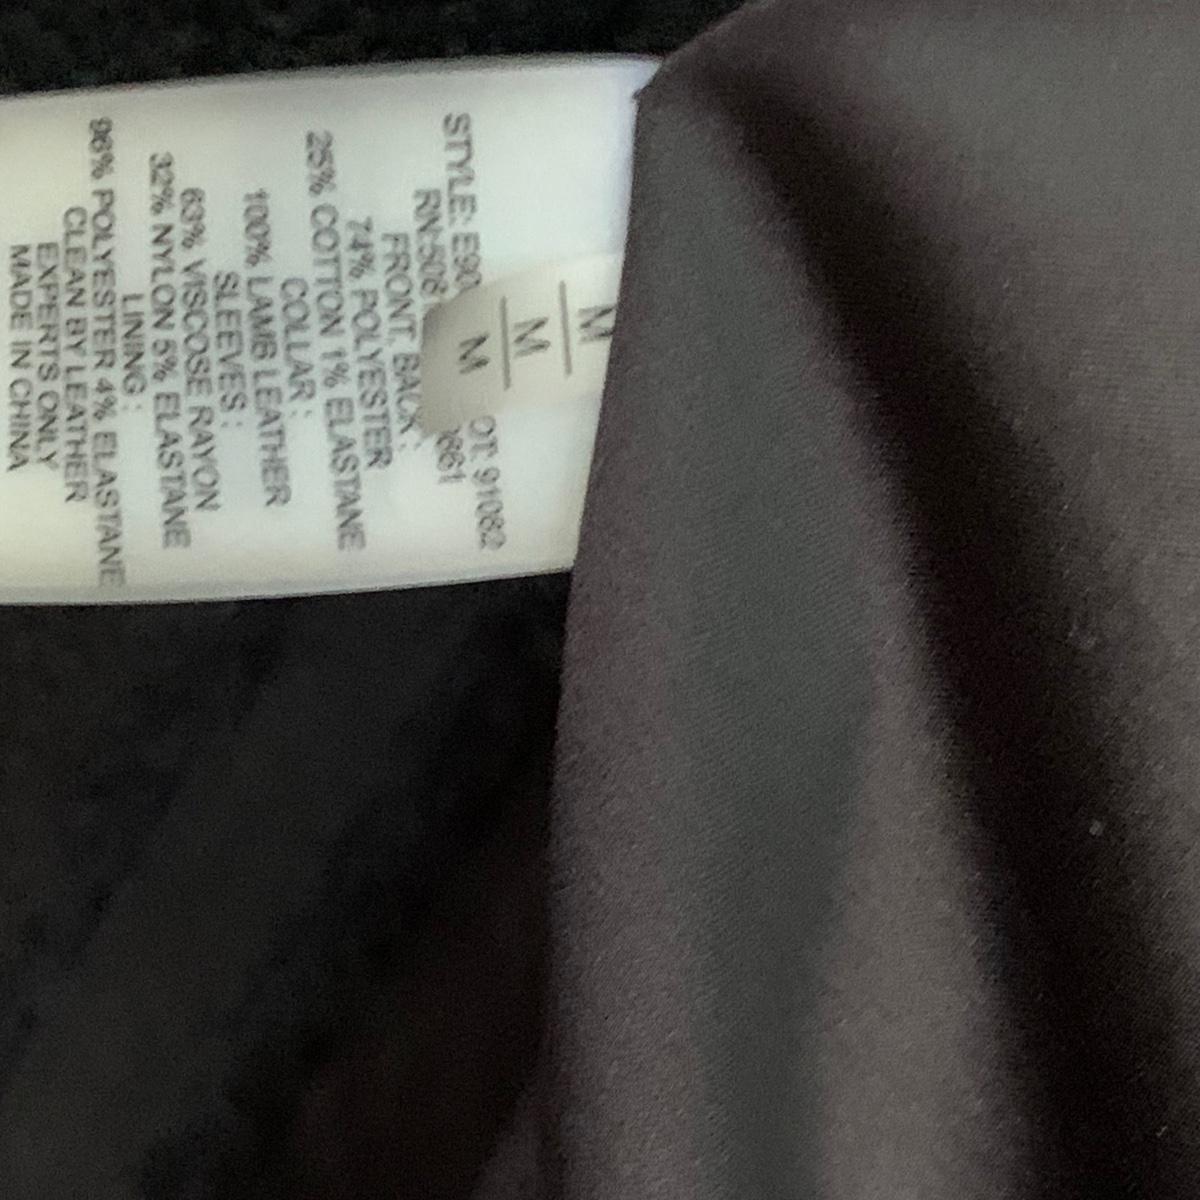 STYLE: E90
OT: 91082
RN:506
0661
FRONT, BACK :
74% POLYESTER
25% COTTON 1% ELASTANE
COLLAR :
100% LAMB LEATHER
SLEEVES :
63% VISCOSE RAYON
32% NYLON 5% ELASTANE
LINING :
96% POLYESTER 4% ELASTANE
CLEAN BY LEATHER
EXPERTS ONLY
MADE IN CHINA
M
M
M